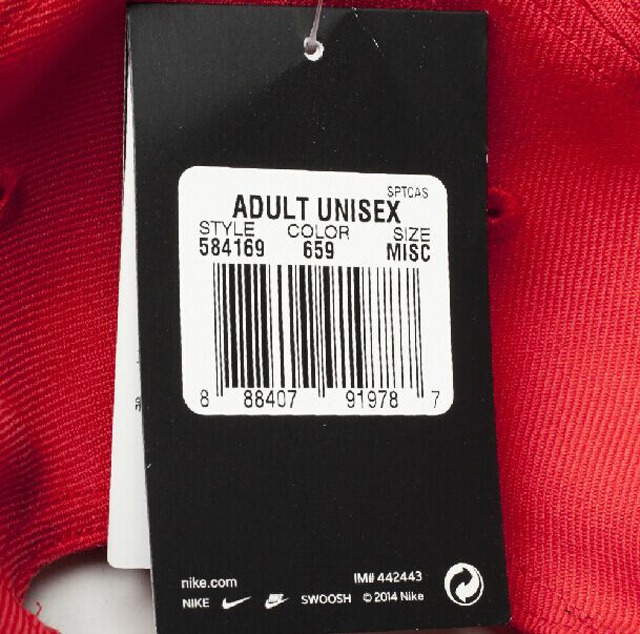 SPTCAS
ADULT UNISEX
STYLE COLOR SIZE
584169 659 MISC
8 88407 91978 7
nike.com IM# 442443
NIKE SWOOSH © 2014 Nike